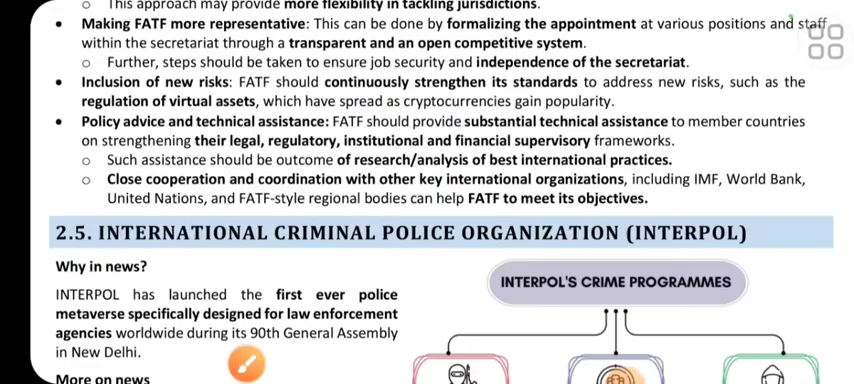 o This approach may provide more flexibility in tackling jurisdictions.
• Making FATF more representative: This can be done by formalizing the appointment at various positions and staff
within the secretariat through a transparent and an open competitive system.
o Further, steps should be taken to ensure job security and independence of the secretariat.
• Inclusion of new risks: FATF should continuously strengthen its standards to address new risks, such as the
regulation of virtual assets, which have spread as cryptocurrencies gain popularity.
• Policy advice and technical assistance: FATF should provide substantial technical assistance to member countries
on strengthening their legal, regulatory, institutional and financial supervisory frameworks.
o Such assistance should be outcome of research/analysis of best international practices.
o Close cooperation and coordination with other key international organizations, including IMF, World Bank,
United Nations, and FATF-style regional bodies can help FATF to meet its objectives.
2.5. INTERNATIONAL CRIMINAL POLICE ORGANIZATION (INTERPOL)
Why in news?
INTERPOL has launched the first ever police
metaverse specifically designed for law enforcement
agencies worldwide during its 90th General Assembly
in New Delhi.
More on news
INTERPOL'S CRIME PROGRAMMES